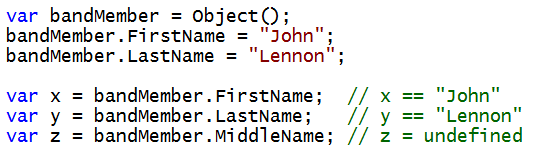 var bandMember = Object();
bandMember.FirstName = "John";
bandMember.LastName = "Lennon";
var x = bandMember.FirstName;  // x == "John"
var y = bandMember.LastName;   // y == "Lennon"
var z = bandMember.MiddleName; // z = undefined